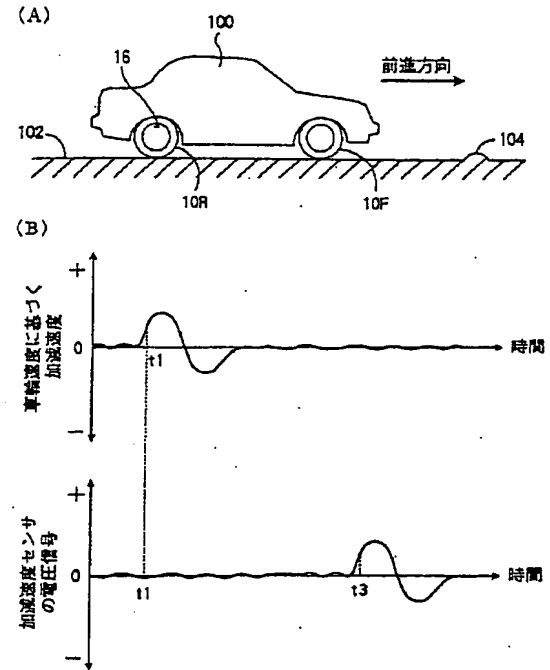 (A)
100
16
前進方向
102
104
10R
10F
(B)
+
車輪速度に基づく
加減速度
0
t1
時間
－
+
加減速度センサ
の電圧信号
0
t1
t3
時間
－